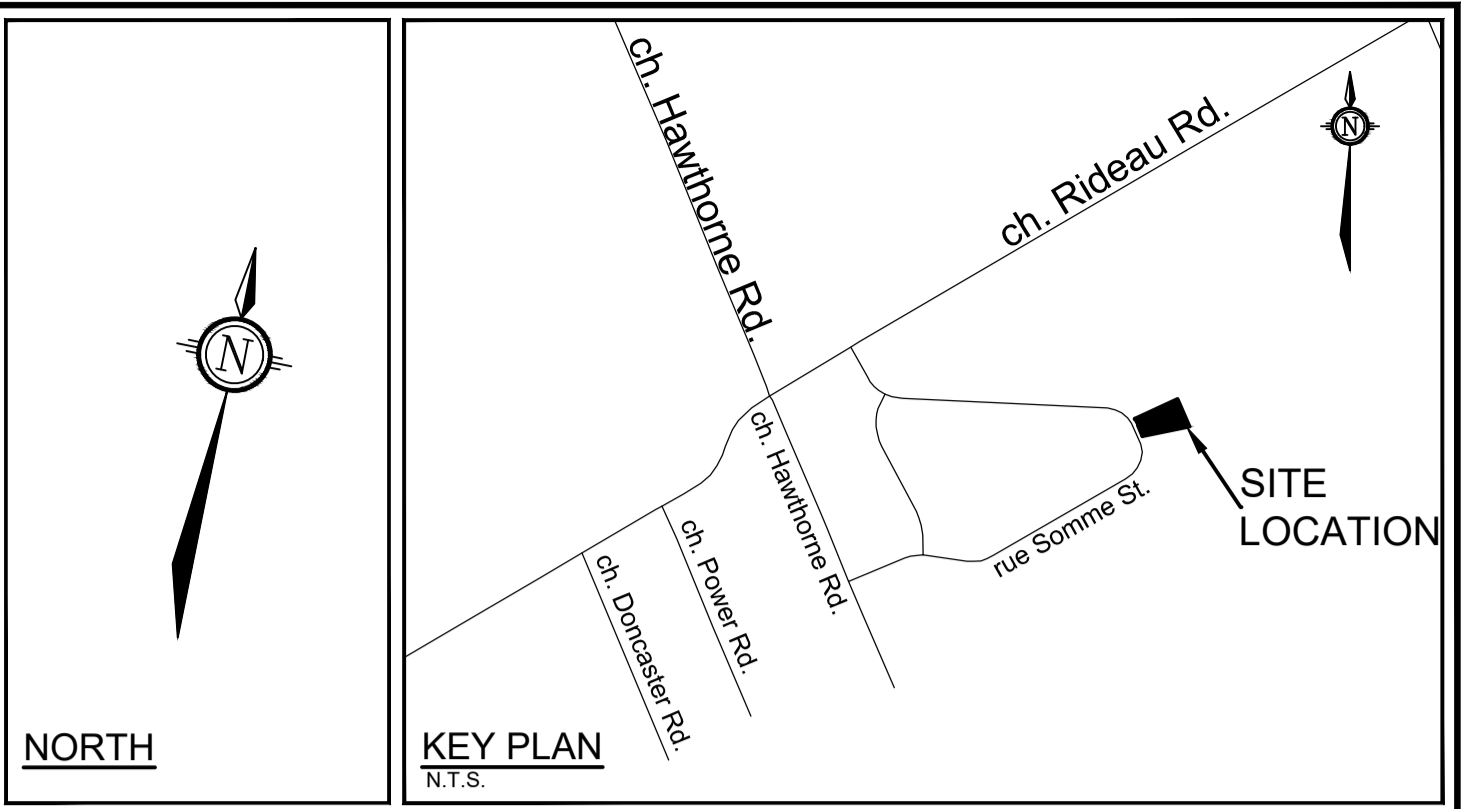 N
NORTH
ch. Hawthorne Rd.
ch. Rideau Rd.
N
ch. Hawthorne Rd.
SITE
LOCATION
rue Somme St.
ch. Power Rd.
ch. Doncaster Rd.
KEY PLAN
N.T.S.